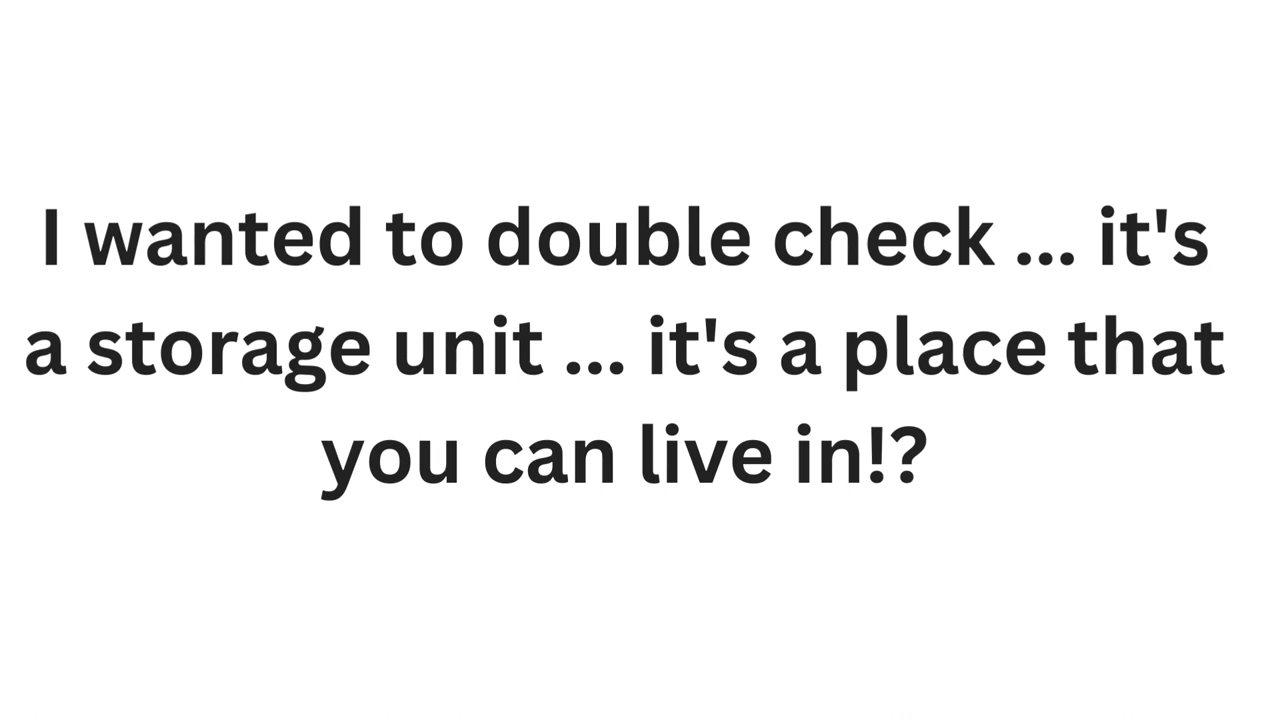 I wanted to double check ... it's
a storage unit ... it's a place that
you can live in!?